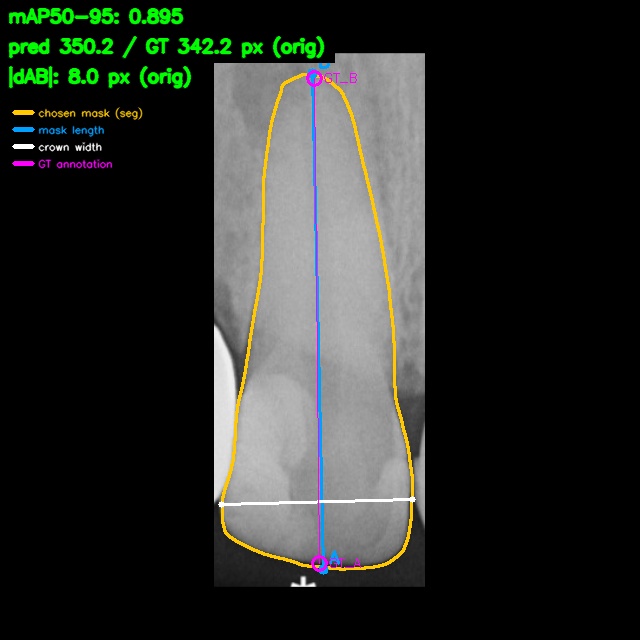 mAP50-95: 0.895
pred 350.2 / GT 342.2 px (orig)
|dAB|: 8.0 px (orig)
chosen mask (seg)
mask length
crown width
GT annotation
GT_B
A